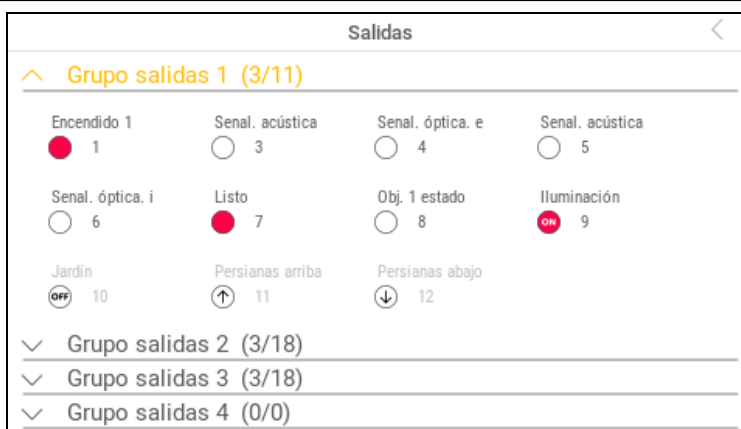 Salidas
Grupo salidas 1 (3/11)
Encendido 1 Senal. acústica Senal. óptica. e Senal. acústica
1 3 4 5
Senal. óptica. i Listo Obj. 1 estado Iluminación
6 7 8 ON 9
Jardín Persianas arriba Persianas abajo
OFF 10 11 12
Grupo salidas 2 (3/18)
Grupo salidas 3 (3/18)
Grupo salidas 4 (0/0)